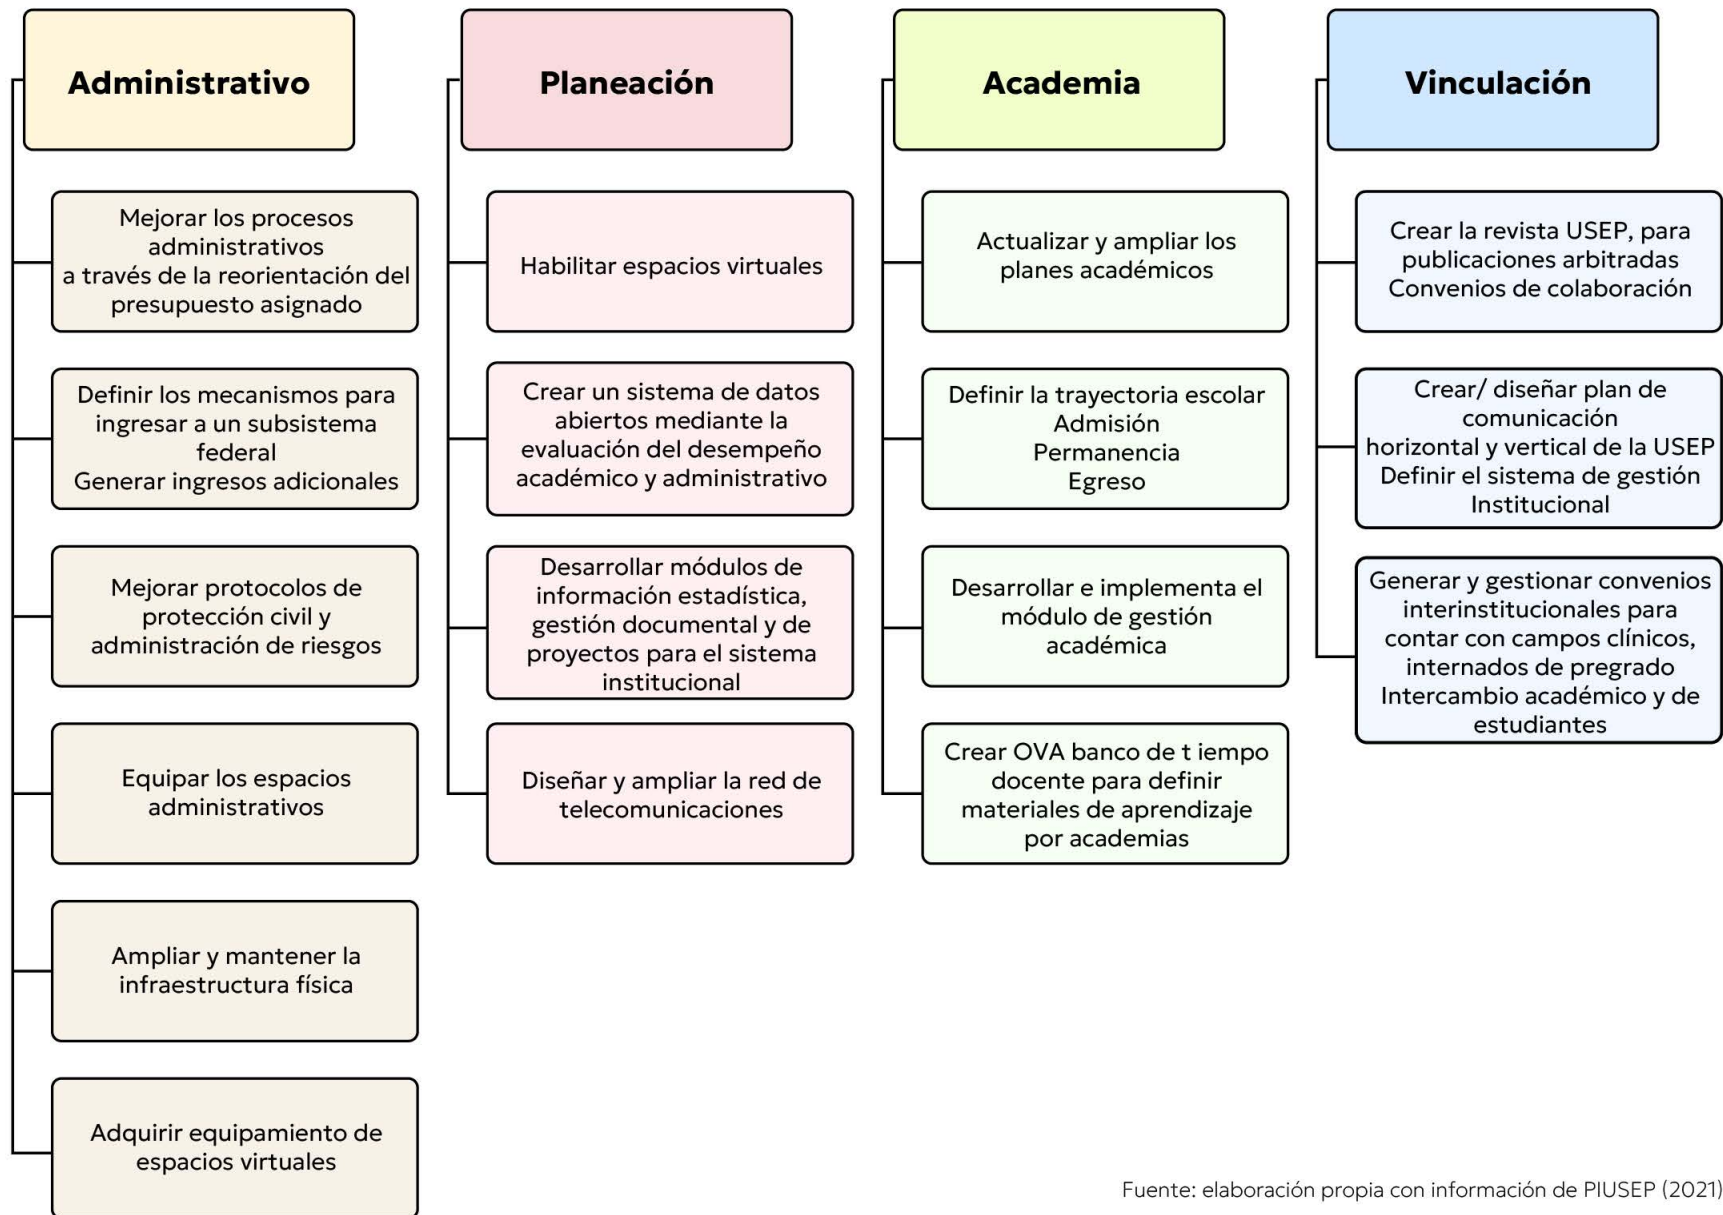 Administrativo
Mejorar los procesos
administrativos
a través de la reorientación del
presupuesto asignado
Definir los mecanismos para
ingresar a un subsistema
federal
Generar ingresos adicionales
Mejorar protocolos de
protección civil y
administración de riesgos
Equipar los espacios
administrativos
Ampliar y mantener la
infraestructura física
Adquirir equipamiento de
espacios virtuales
Planeación
Habilitar espacios virtuales
Crear un sistema de datos
abiertos mediante la
evaluación del desempeño
académico y administrativo
Desarrollar módulos de
información estadística,
gestión documental y de
proyectos para el sistema
institucional
Diseñar y ampliar la red de
telecomunicaciones
Academia
Actualizar y ampliar los
planes académicos
Definir la trayectoria escolar
Admisión
Permanencia
Egreso
Desarrollar e implementa el
módulo de gestión
académica
Crear OVA banco de t iempo
docente para definir
materiales de aprendizaje
por academias
Vinculación
Crear la revista USEP, para
publicaciones arbitradas
Convenios de colaboración
Crear/ diseñar plan de
comunicación
horizontal y vertical de la USEP
Definir el sistema de gestión
Institucional
Generar y gestionar convenios
interinstitucionales para
contar con campos clínicos,
internados de pregrado
Intercambio académico y de
estudiantes
Fuente: elaboración propia con información de PIUSEP (2021)